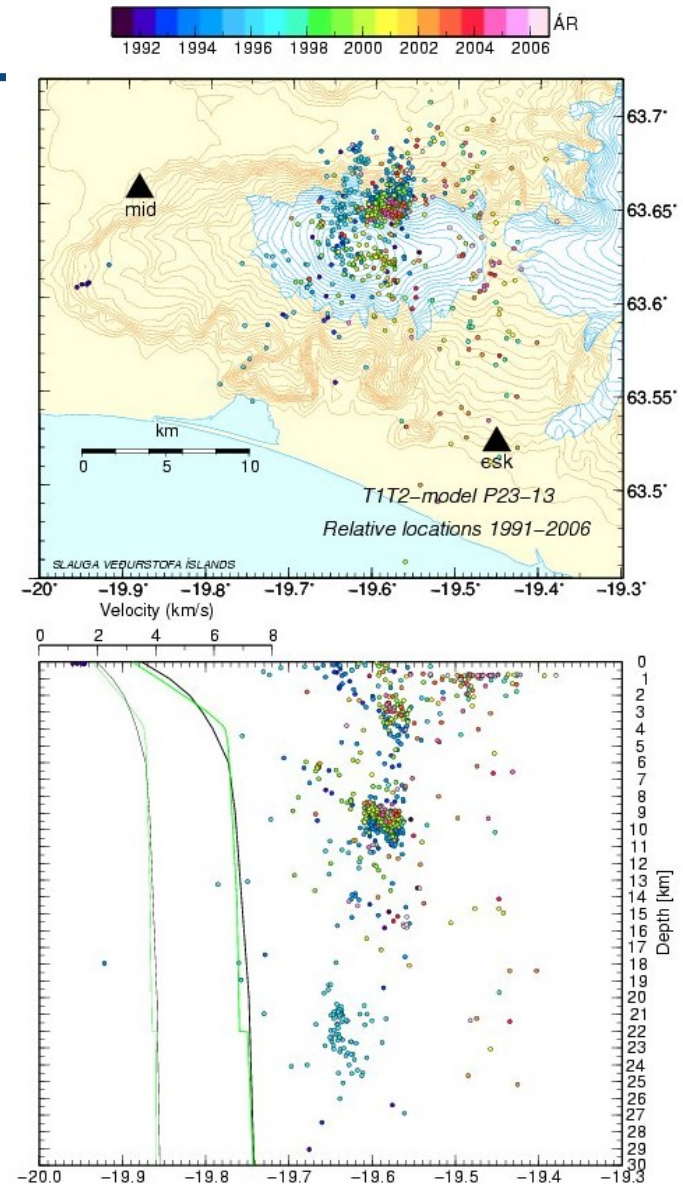 ÁR
1992 1994 1996 1998 2000 2002 2004 2006
63.7°
mid
63.65°
63.6°
63.55°
km
0 5 10
csk
63.5°
T1T2-model P23-13
Relative locations 1991-2006
SLAUGA VEÐURSTOFA ÍSLANDS
-20° -19.9° -19.8° -19.7° -19.6° -19.5° -19.4° -19.3°
Velocity (km/s)
0 2 4 6 8
0
1
2
3
4
5
6
7
8
9
10
11
12
13
14
15
16
17
18
19
20
21
22
23
24
25
26
27
28
29
30
Depth [km]
-20.0 -19.9 -19.8 -19.7 -19.6 -19.5 -19.4 -19.3